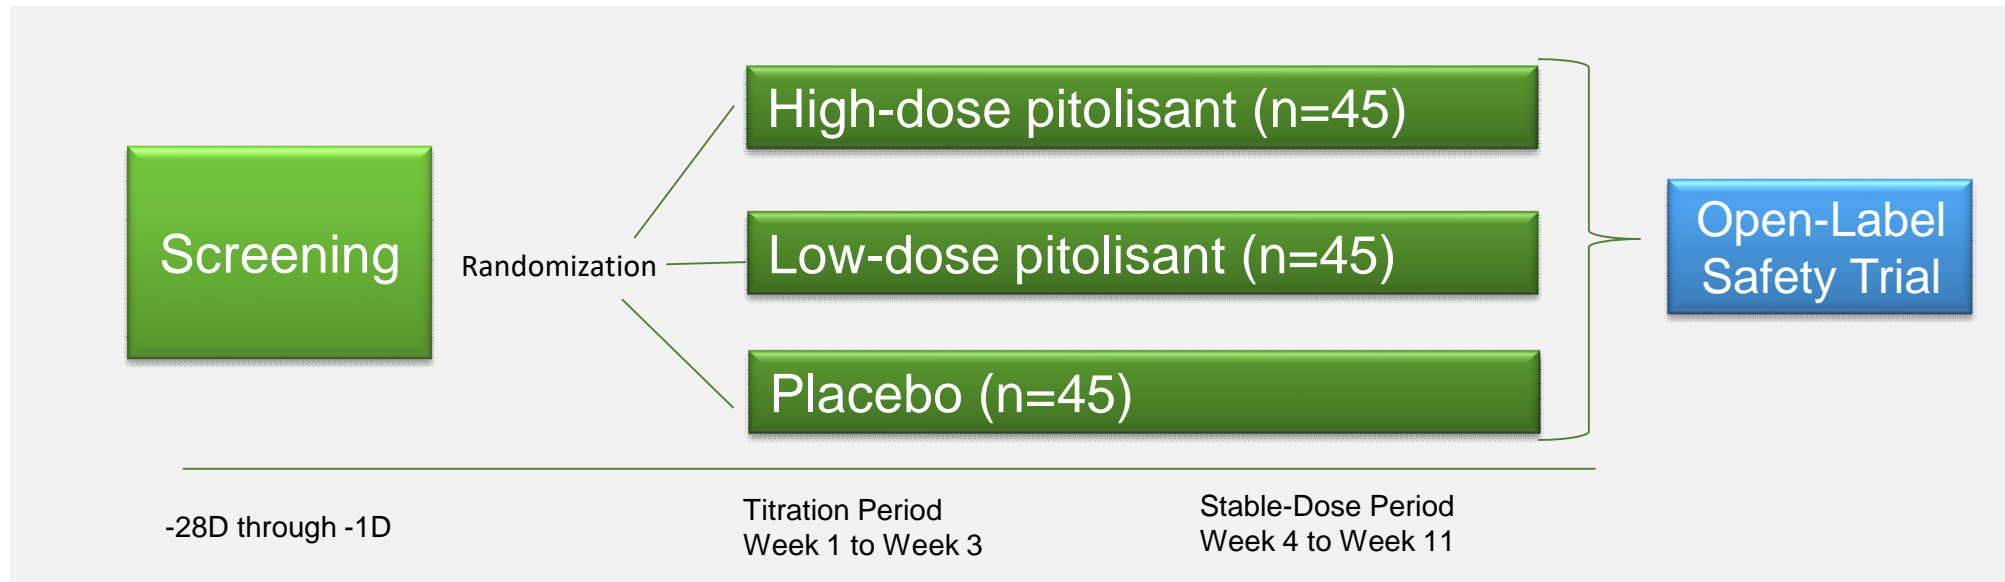 Screening
Randomization
High-dose pitolisant (n=45)
Low-dose pitolisant (n=45)
Placebo (n=45)
Open-Label
Safety Trial
-28D through -1D
Titration Period
Week 1 to Week 3
Stable-Dose Period
Week 4 to Week 11